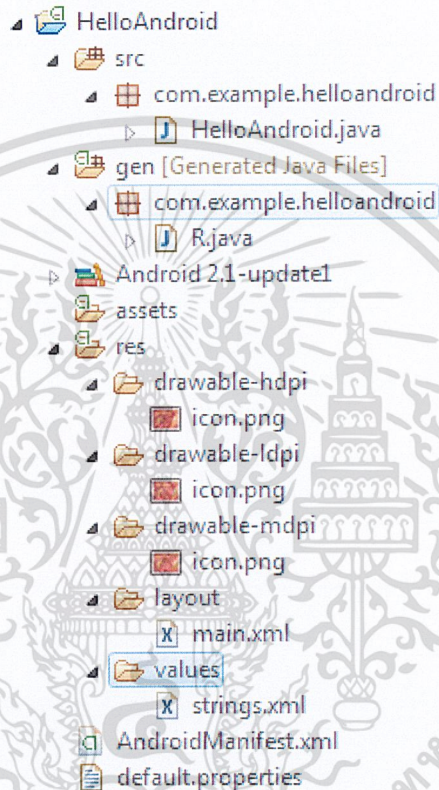 HelloAndroid
src
com.example.helloandroid
HelloAndroid.java
gen [Generated Java Files]
com.example.helloandroid
R.java
Android 2.1-update1
assets
res
drawable-hdpi
icon.png
drawable-ldpi
icon.png
drawable-mdpi
icon.png
layout
main.xml
values
strings.xml
AndroidManifest.xml
default.properties